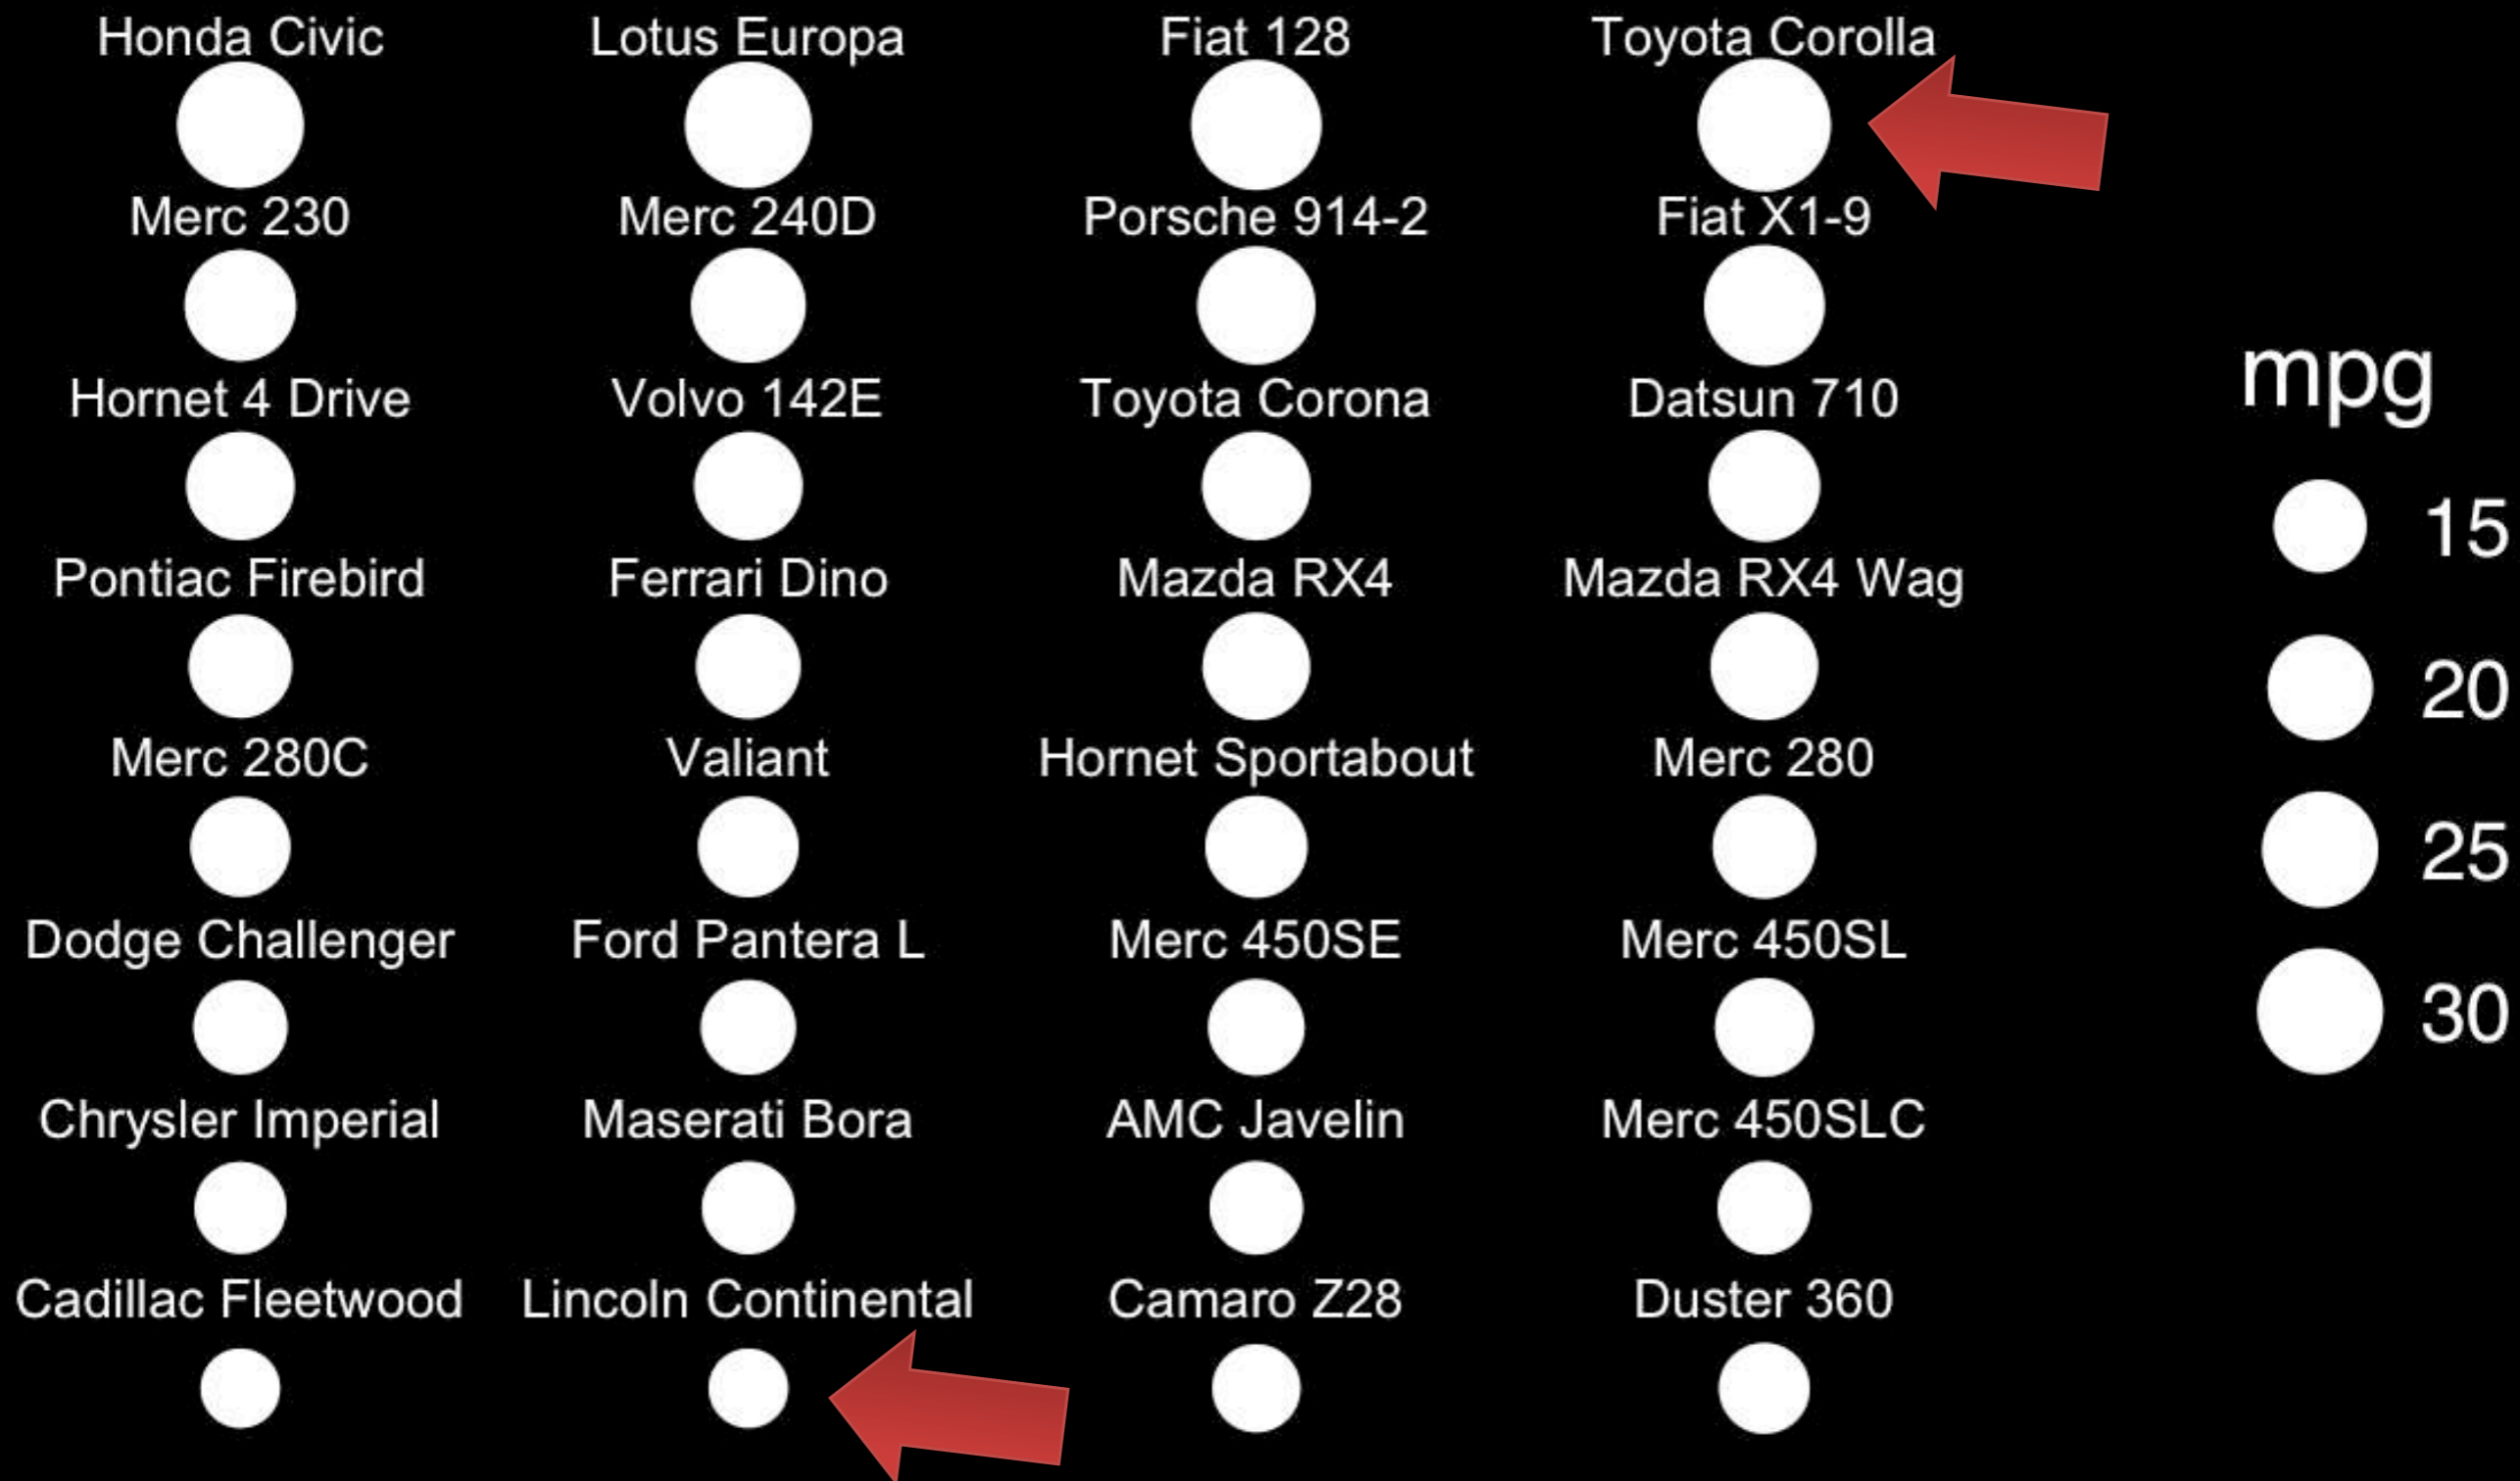 Honda Civic Lotus Europa Fiat 128 Toyota Corolla
Merc 230 Merc 240D Porsche 914-2 Fiat X1-9
Hornet 4 Drive Volvo 142E Toyota Corona Datsun 710
Pontiac Firebird Ferrari Dino Mazda RX4 Mazda RX4 Wag
Merc 280C Valiant Hornet Sportabout Merc 280
Dodge Challenger Ford Pantera L Merc 450SE Merc 450SL
Chrysler Imperial Maserati Bora AMC Javelin Merc 450SLC
Cadillac Fleetwood Lincoln Continental Camaro Z28 Duster 360
mpg
15
20
25
30